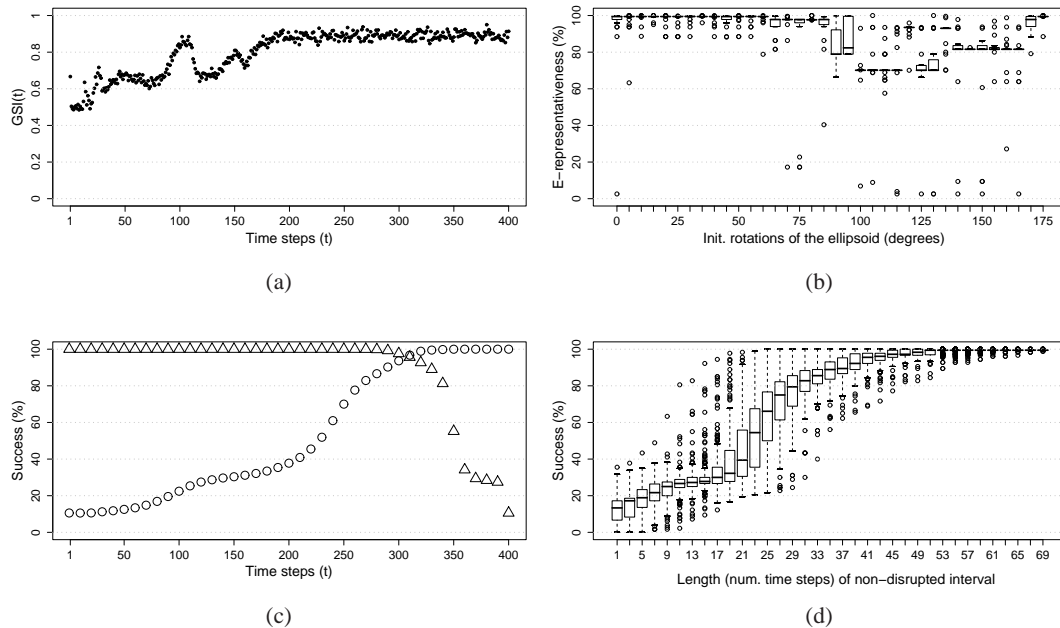 GSI(t)
0 0.2 0.4 0.6 0.8 1
1 50 100 150 200 250 300 350 400
Time steps (t)
(a)
E-representativeness (%)
0 20 40 60 80 100
0 25 50 75 100 125 150 175
Init. rotations of the ellipsoid (degrees)
(b)
Success (%)
0 20 40 60 80 100
1 50 100 150 200 250 300 350 400
Time steps (t)
(c)
Success (%)
0 20 40 60 80 100
1 5 9 13 17 21 25 29 33 37 41 45 49 53 57 61 65 69
Length (num. time steps) of non-disrupted interval
(d)